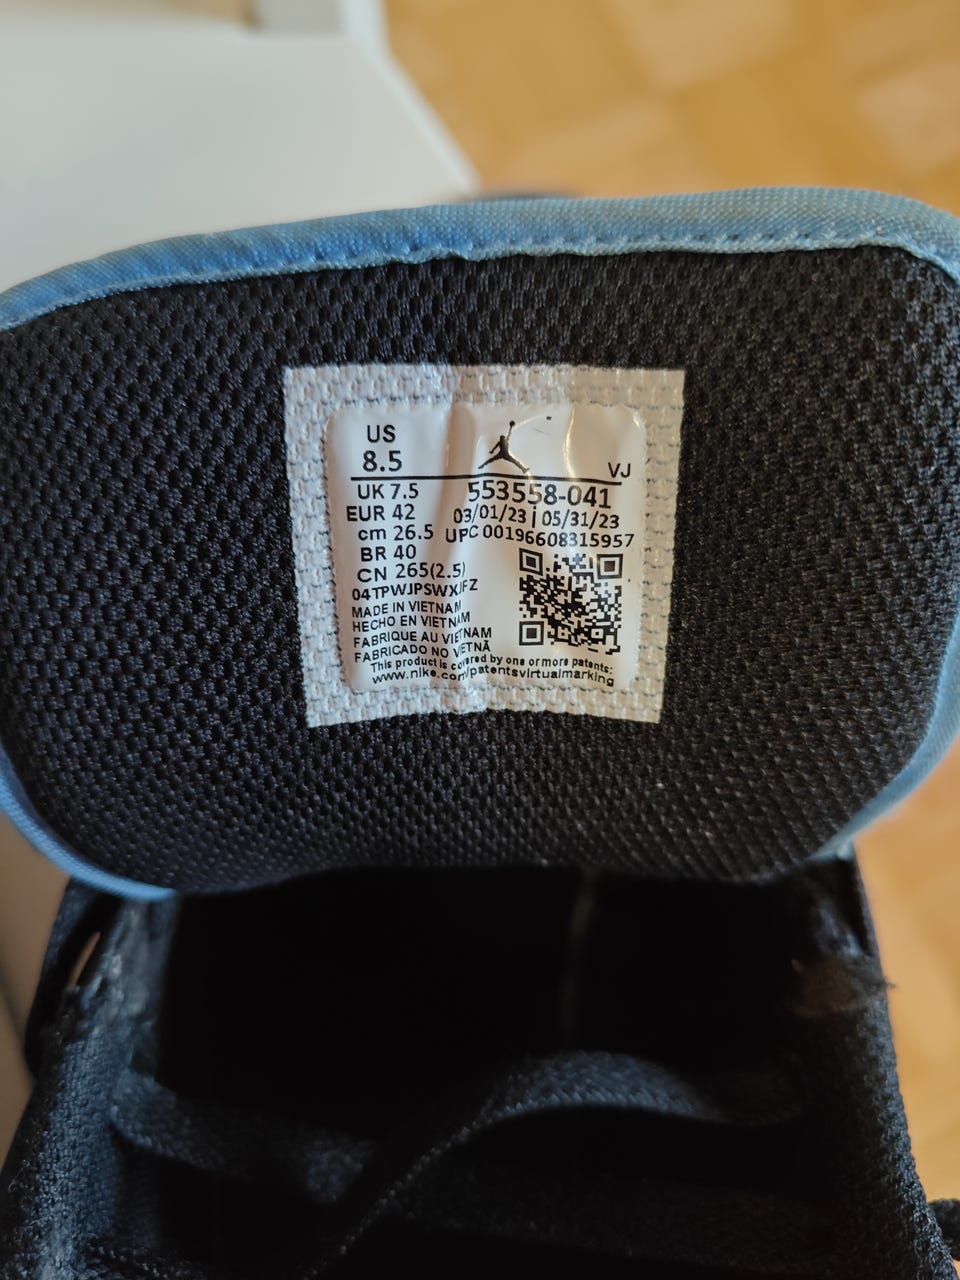 US
8.5
VJ
UK 7.5
553558-041
EUR 42
03/01/23 | 05/31/23
cm 26.5
UPC 00196608315957
BR 40
CN 265(2.5)
04TPWJPSWXJFZ
MADE IN VIETNAM
HECHO EN VIETNAM
FABRIQUE AU VIETNAM
FABRICADO NO VIETNÃ
This product is covered by one or more patents:
www.nike.com/patentsvirtualmarking